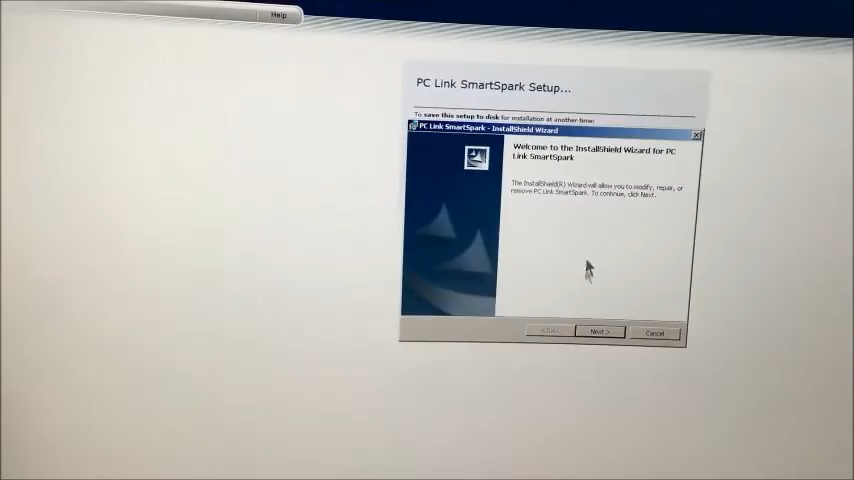 Help
PC Link SmartSpark Setup...
To save this setup to disk for installation at another time:
PC Link SmartSpark - InstallShield Wizard
Welcome to the InstallShield Wizard for PC
Link SmartSpark
The InstallShield(R) Wizard will allow you to modify, repair, or
remove PC Link SmartSpark. To continue, click Next.
< Back
Next >
Cancel